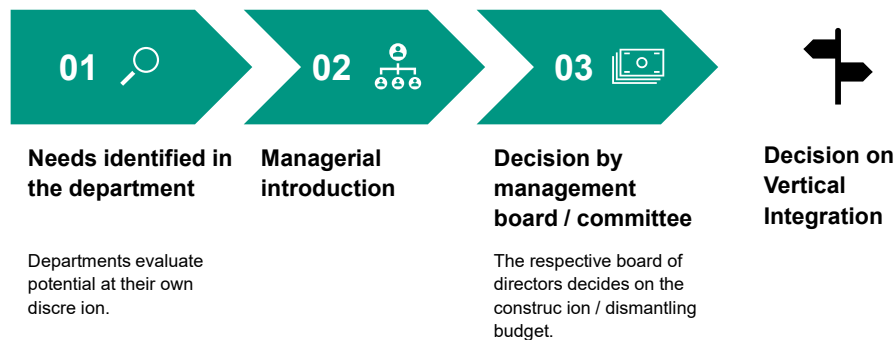 01
02
03
Needs identified in
the department
Managerial
introduction
Decision by
management
board / committee
Decision on
Vertical
Integration
Departments evaluate
potential at their own
discre ion.
The respective board of
directors decides on the
construc ion / dismantling
budget.